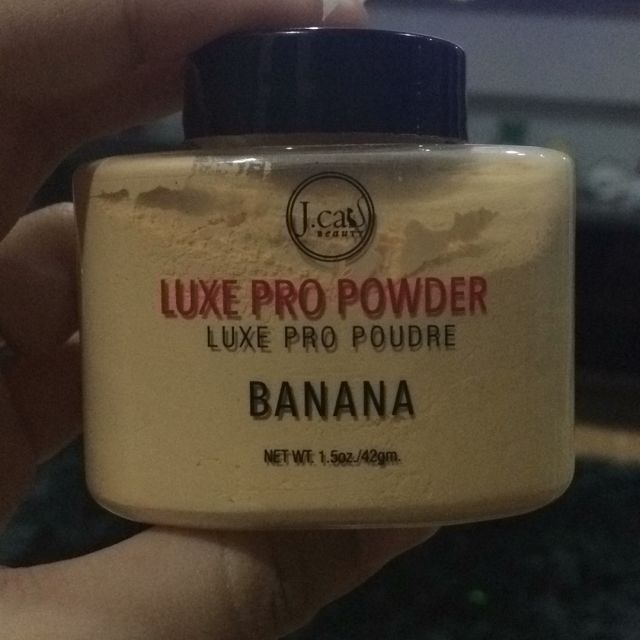 J.cat
beauty
LUXE PRO POWDER
LUXE PRO POUDRE
BANANA
NET WT. 1.5oz./42gm.